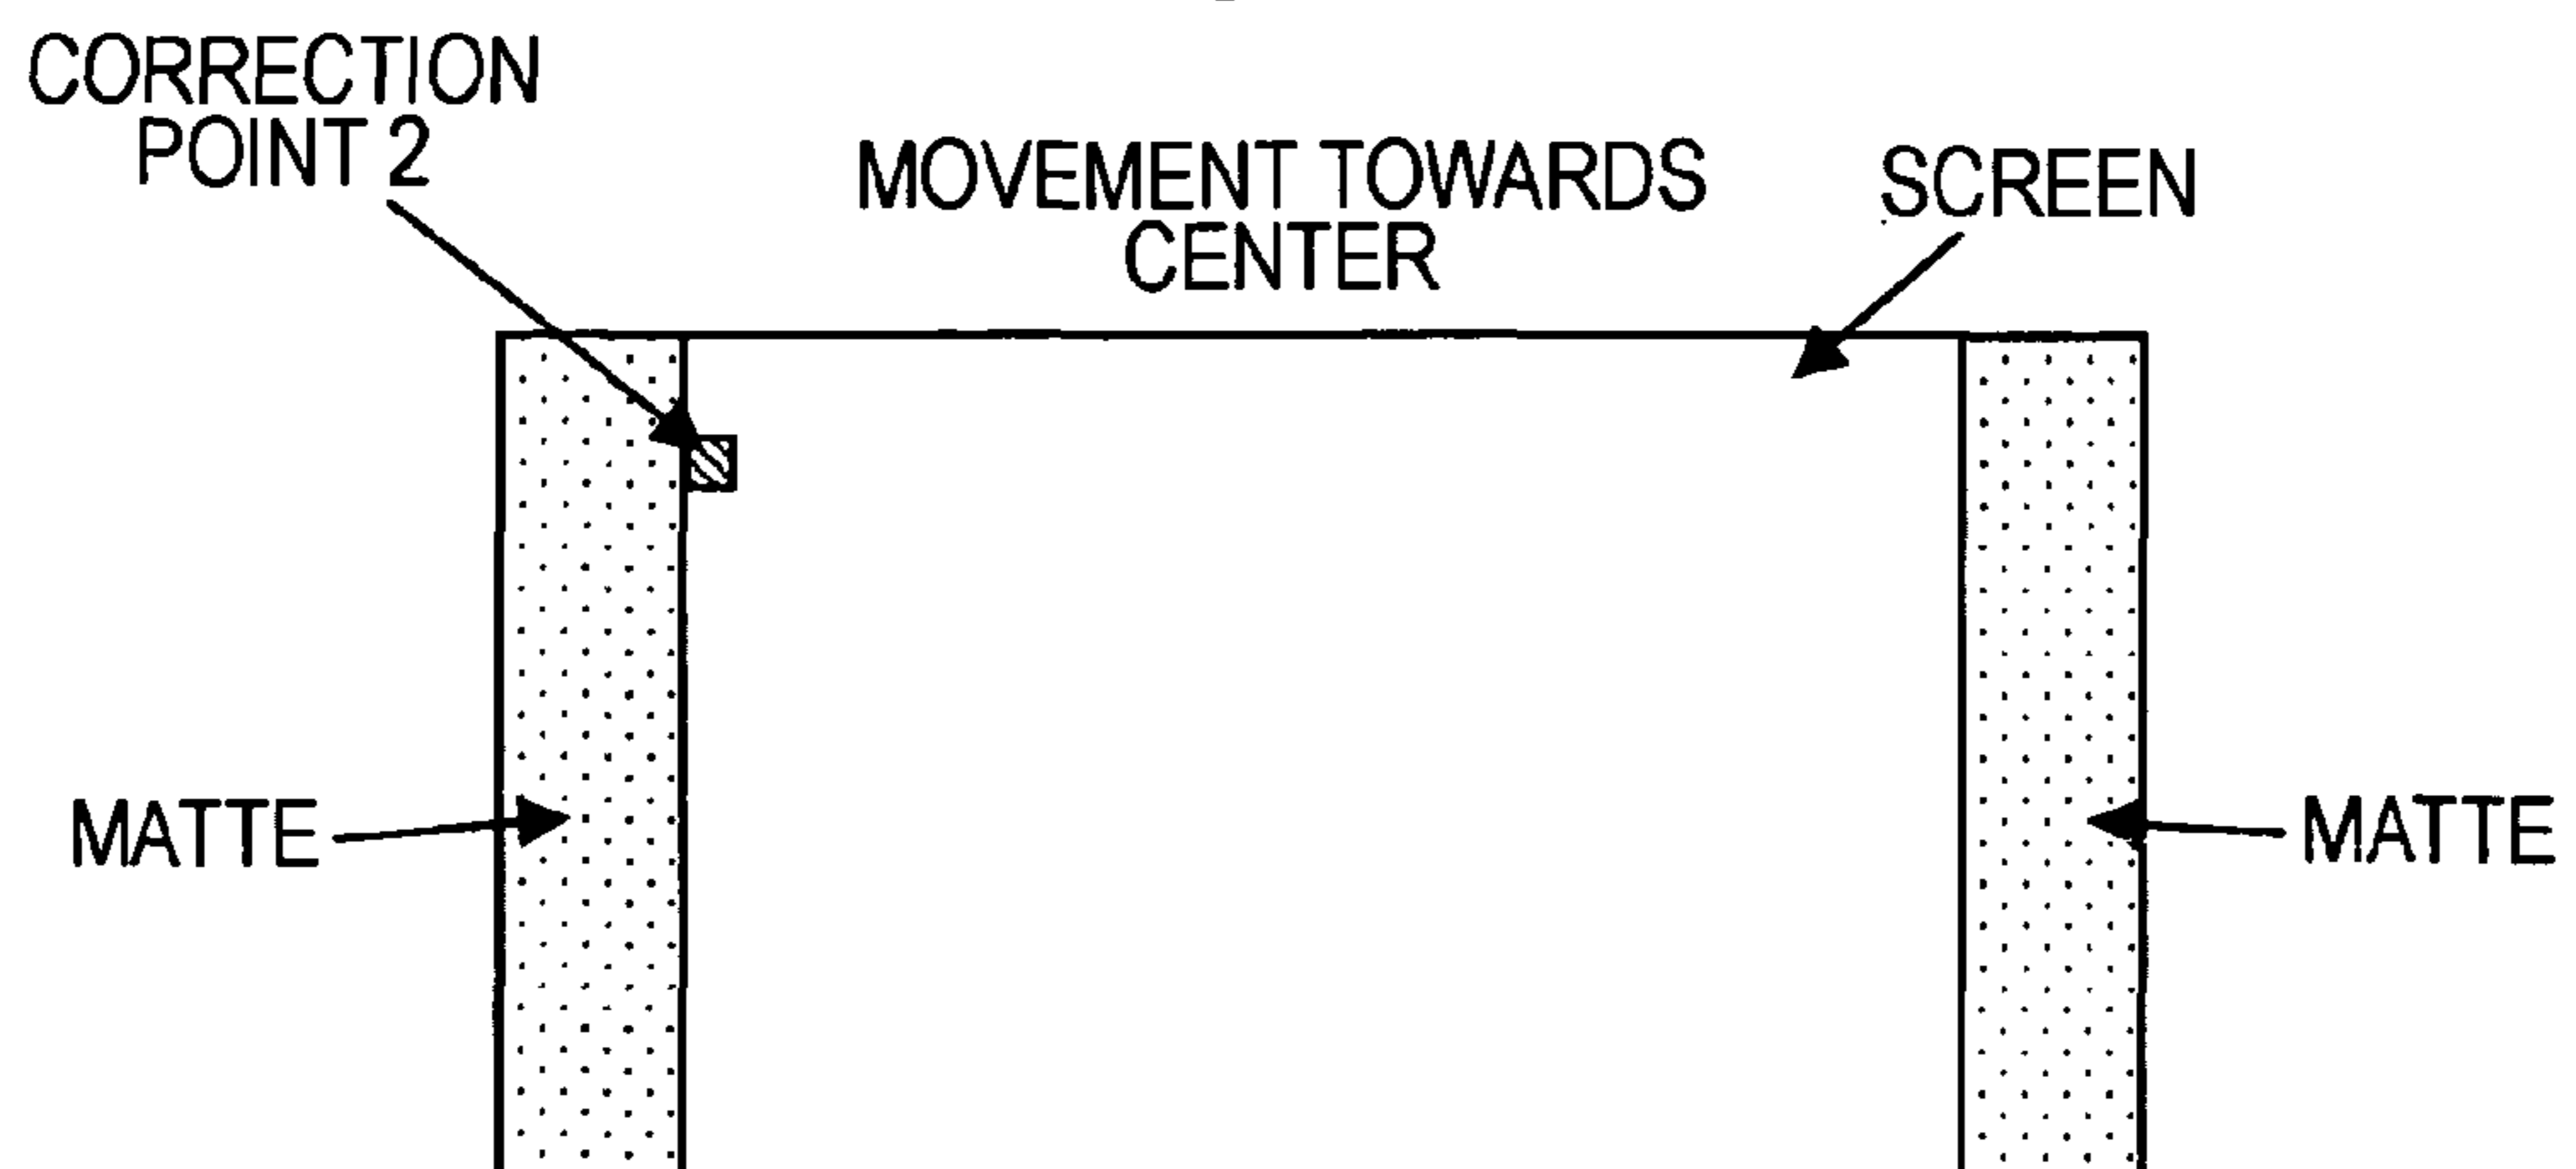 CORRECTION
POINT 2
MOVEMENT TOWARDS
CENTER
SCREEN
MATTE
MATTE